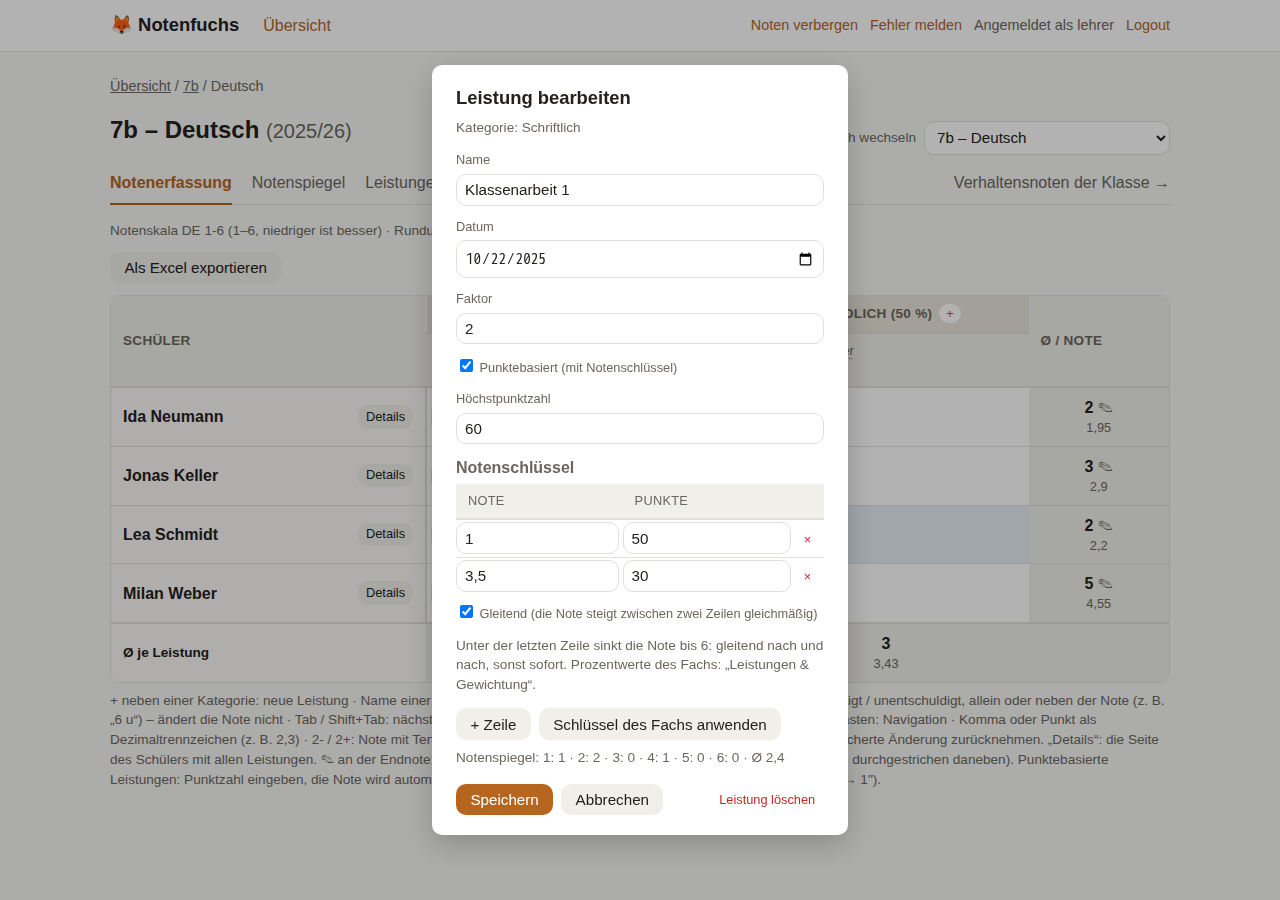 🦊 Notenfuchs Übersicht Noten verbergen Fehler melden Angemeldet als lehrer Logout
Übersicht / 7b / Deutsch
7b – Deutsch (2025/26)
h wechseln 7b – Deutsch
Notenerfassung Notenspiegel Leistunge Verhaltensnoten der Klasse →
Notenskala DE 1-6 (1–6, niedriger ist besser) · Rundu
Als Excel exportieren
SCHÜLER DLICH (50 %) + Ø / NOTE
er
Ida Neumann Details 2 ✎
1,95
Jonas Keller Details 3 ✎
2,9
Lea Schmidt Details 2 ✎
2,2
Milan Weber Details 5 ✎
4,55
Ø je Leistung 3
3,43
+ neben einer Kategorie: neue Leistung · Name einer igt / unentschuldigt, allein oder neben der Note (z. B.
„6 u“) – ändert die Note nicht · Tab / Shift+Tab: nächst asten: Navigation · Komma oder Punkt als
Dezimaltrennzeichen (z. B. 2,3) · 2- / 2+: Note mit Ten cherte Änderung zurücknehmen. „Details“: die Seite
des Schülers mit allen Leistungen. ✎ an der Endnote: durchgestrichen daneben). Punktebasierte
Leistungen: Punktzahl eingeben, die Note wird autom → 1").
Leistung bearbeiten
Kategorie: Schriftlich
Name
Klassenarbeit 1
Datum
10/22/2025
Faktor
2
Punktebasiert (mit Notenschlüssel)
Höchstpunktzahl
60
Notenschlüssel
NOTE PUNKTE
1 50 ×
3,5 30 ×
Gleitend (die Note steigt zwischen zwei Zeilen gleichmäßig)
Unter der letzten Zeile sinkt die Note bis 6: gleitend nach und
nach, sonst sofort. Prozentwerte des Fachs: „Leistungen &
Gewichtung“.
+ Zeile Schlüssel des Fachs anwenden
Notenspiegel: 1: 1 · 2: 2 · 3: 0 · 4: 1 · 5: 0 · 6: 0 · Ø 2,4
Speichern Abbrechen Leistung löschen